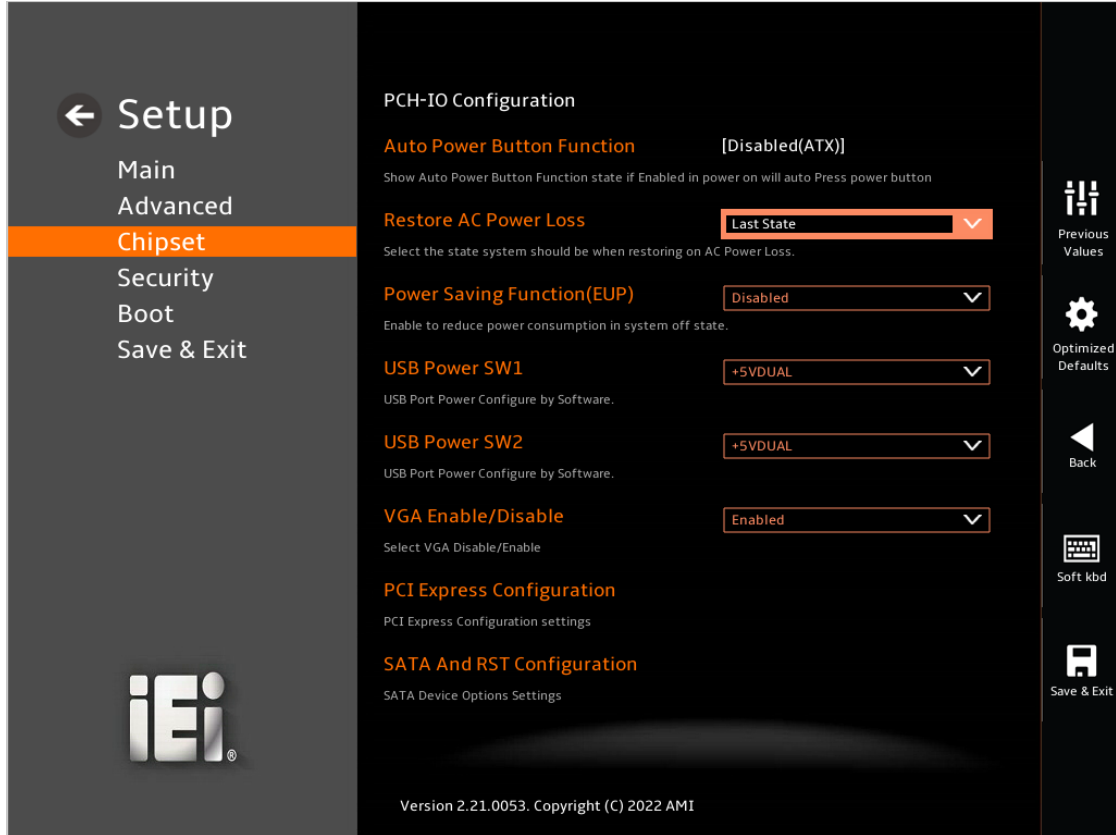 Setup
Main
Advanced
Chipset
Security
Boot
Save & Exit
iEi®
PCH-IO Configuration
Auto Power Button Function [Disabled(ATX)]
Show Auto Power Button Function state if Enabled in power on will auto Press power button
Restore AC Power Loss Last State
Select the state system should be when restoring on AC Power Loss.
Power Saving Function(EUP) Disabled
Enable to reduce power consumption in system off state.
USB Power SW1 +5VDUAL
USB Port Power Configure by Software.
USB Power SW2 +5VDUAL
USB Port Power Configure by Software.
VGA Enable/Disable Enabled
Select VGA Disable/Enable
PCI Express Configuration
PCI Express Configuration settings
SATA And RST Configuration
SATA Device Options Settings
Version 2.21.0053. Copyright (C) 2022 AMI
Previous
Values
Optimized
Defaults
Back
Soft kbd
Save & Exit